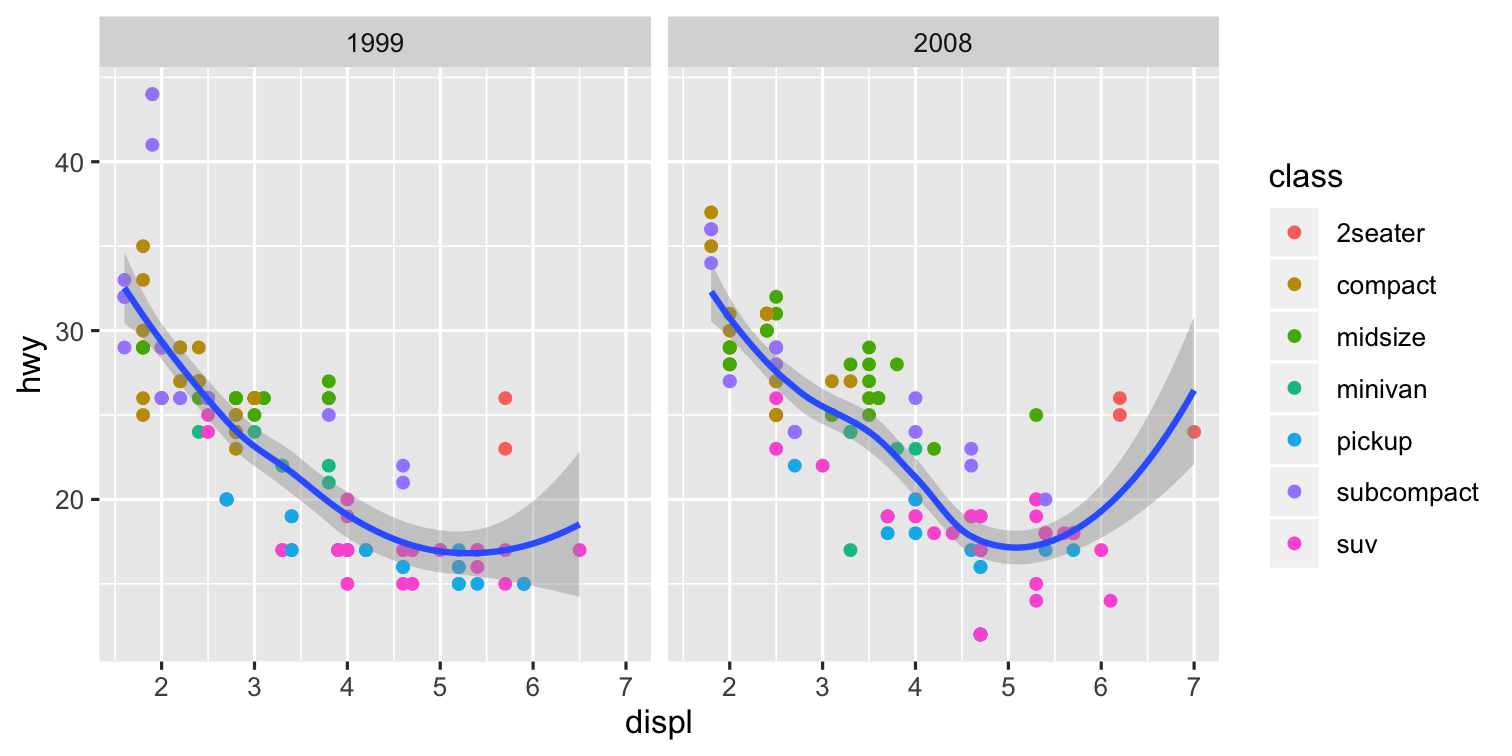 1999 2008
hwy
40
30
20
2 3 4 5 6 7 2 3 4 5 6 7
displ
class
2seater
compact
midsize
minivan
pickup
subcompact
suv